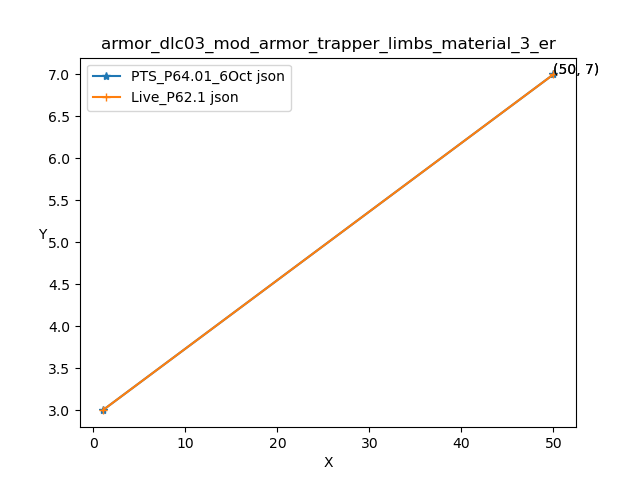 armor_dlc03_mod_armor_trapper_limbs_material_3_er
PTS_P64.01_6Oct json
Live_P62.1 json
(50, 7)
7.0
6.5
6.0
5.5
5.0
4.5
4.0
3.5
3.0
Y
0 10 20 30 40 50
X